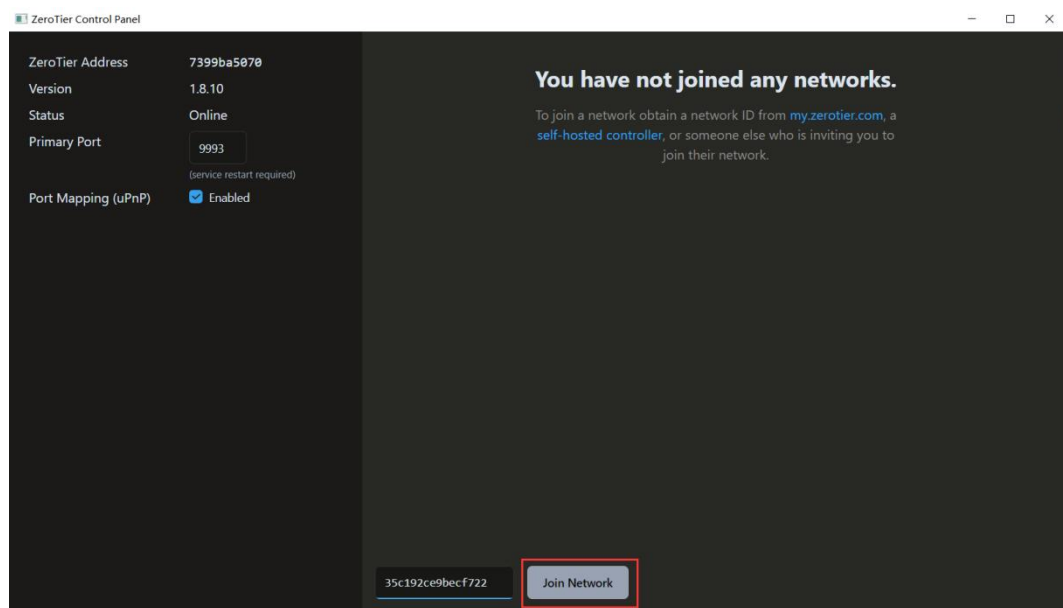 ZeroTier Control Panel
ZeroTier Address 7399ba5070
Version 1.8.10
Status Online
Primary Port 9993
(service restart required)
Port Mapping (uPnP) Enabled
You have not joined any networks.
To join a network obtain a network ID from my.zerotier.com, a
self-hosted controller, or someone else who is inviting you to
join their network.
35c192ce9becf722 Join Network